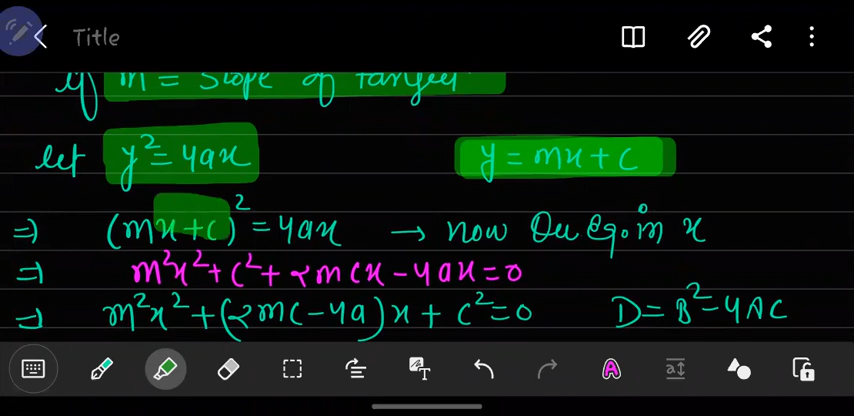 Title
if m = slope of tangent
let y² = 4ax y = mx + c
⇒ (mx + c)² = 4ax → now Qu Eq. in x
⇒ m²x² + c² + 2mcx - 4ax = 0
⇒ m²x² + (2mc - 4a)x + c² = 0 D = B² - 4AC